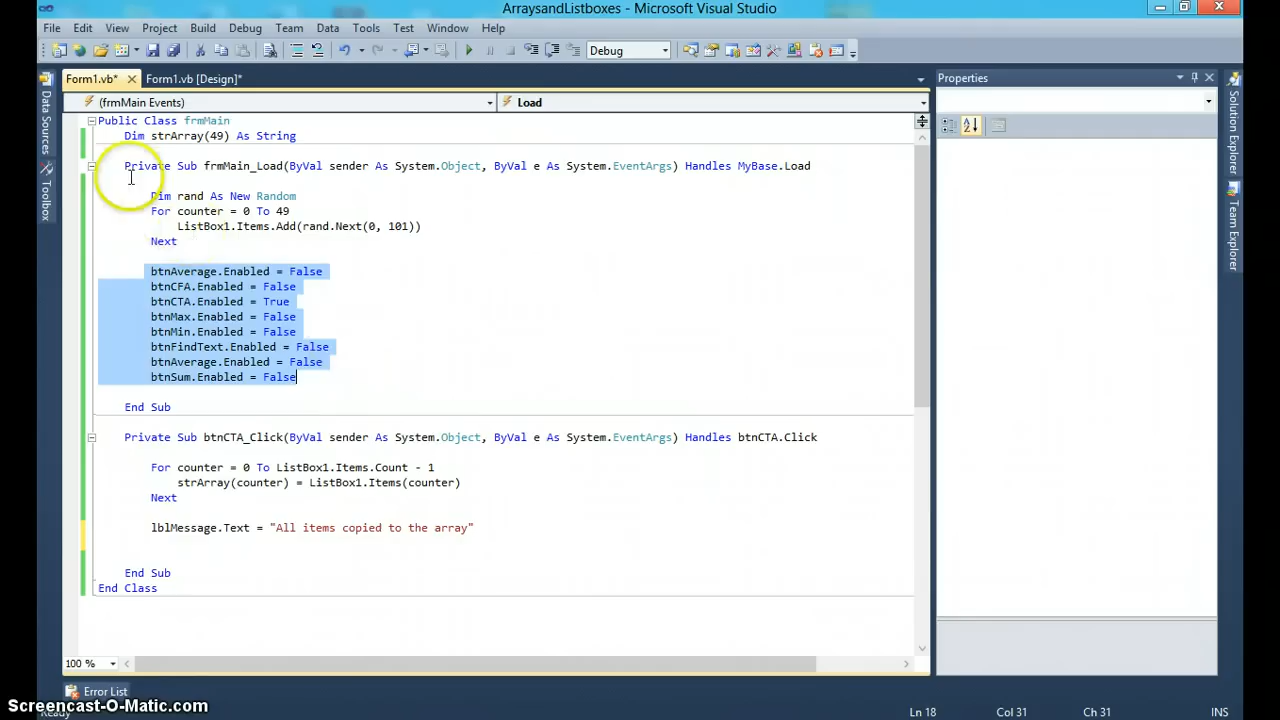 ArraysandListboxes - Microsoft Visual Studio
File Edit View Project Build Debug Team Data Tools Test Window Help
Debug
Form1.vb* Form1.vb [Design]*
Properties
(frmMain Events) Load
Data Sources
Toolbox
Solution Explorer
Team Explorer
Public Class frmMain
Dim strArray(49) As String
Private Sub frmMain_Load(ByVal sender As System.Object, ByVal e As System.EventArgs) Handles MyBase.Load
Dim rand As New Random
For counter = 0 To 49
ListBox1.Items.Add(rand.Next(0, 101))
Next
btnAverage.Enabled = False
btnCFA.Enabled = False
btnCTA.Enabled = True
btnMax.Enabled = False
btnMin.Enabled = False
btnFindText.Enabled = False
btnAverage.Enabled = False
btnSum.Enabled = False
End Sub
Private Sub btnCTA_Click(ByVal sender As System.Object, ByVal e As System.EventArgs) Handles btnCTA.Click
For counter = 0 To ListBox1.Items.Count - 1
strArray(counter) = ListBox1.Items(counter)
Next
lblMessage.Text = "All items copied to the array"
End Sub
End Class
100 %
Error List
Screencast-O-Matic.com
Ready Ln 18 Col 31 Ch 31 INS